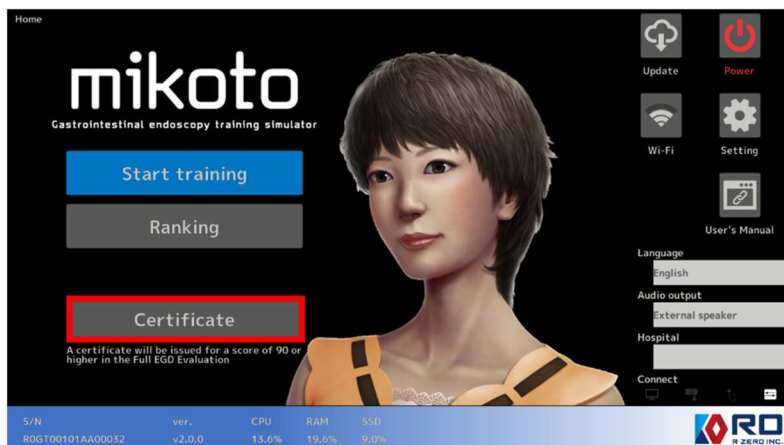 Home
mikoto
Gastrointestinal endoscopy training simulator
Start training
Ranking
Certificate
A certificate will be issued for a score of 90 or
higher in the Full EGD Evaluation
Update
Power
Wi-Fi
Setting
User's Manual
Language
English
Audio output
External speaker
Hospital
Connect
S/N ver. CPU RAM SSD
R0GT00101AA00032 v2.0.0 13.6% 19.6% 9.0%
R0
R ZERO INC.